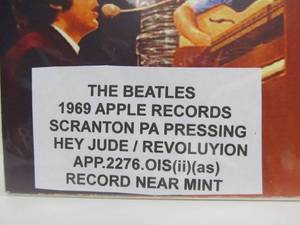 THE BEATLES
1969 APPLE RECORDS
SCRANTON PA PRESSING
HEY JUDE / REVOLUYION
APP.2276.OIS(ii)(as)
RECORD NEAR MINT